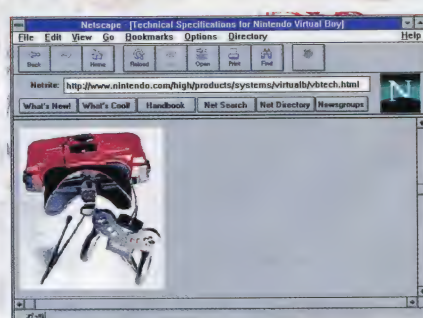 Netscape - [Technical Specifications for Nintendo Virtual Boy]
File Edit View Go Bookmarks Options Directory Help
Back Home Reload Open Print Find
Netsite: http://www.nintendo.com/high/products/systems/virtualb/vbtech.html
What's New! What's Cool! Handbook Net Search Net Directory Newsgroups
N